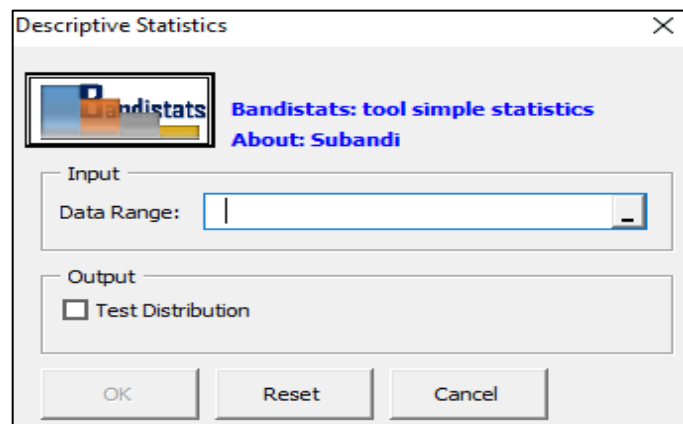 Descriptive Statistics
Bandistats
Bandistats: tool simple statistics
About: Subandi
Input
Data Range:
Output
Test Distribution
OK
Reset
Cancel